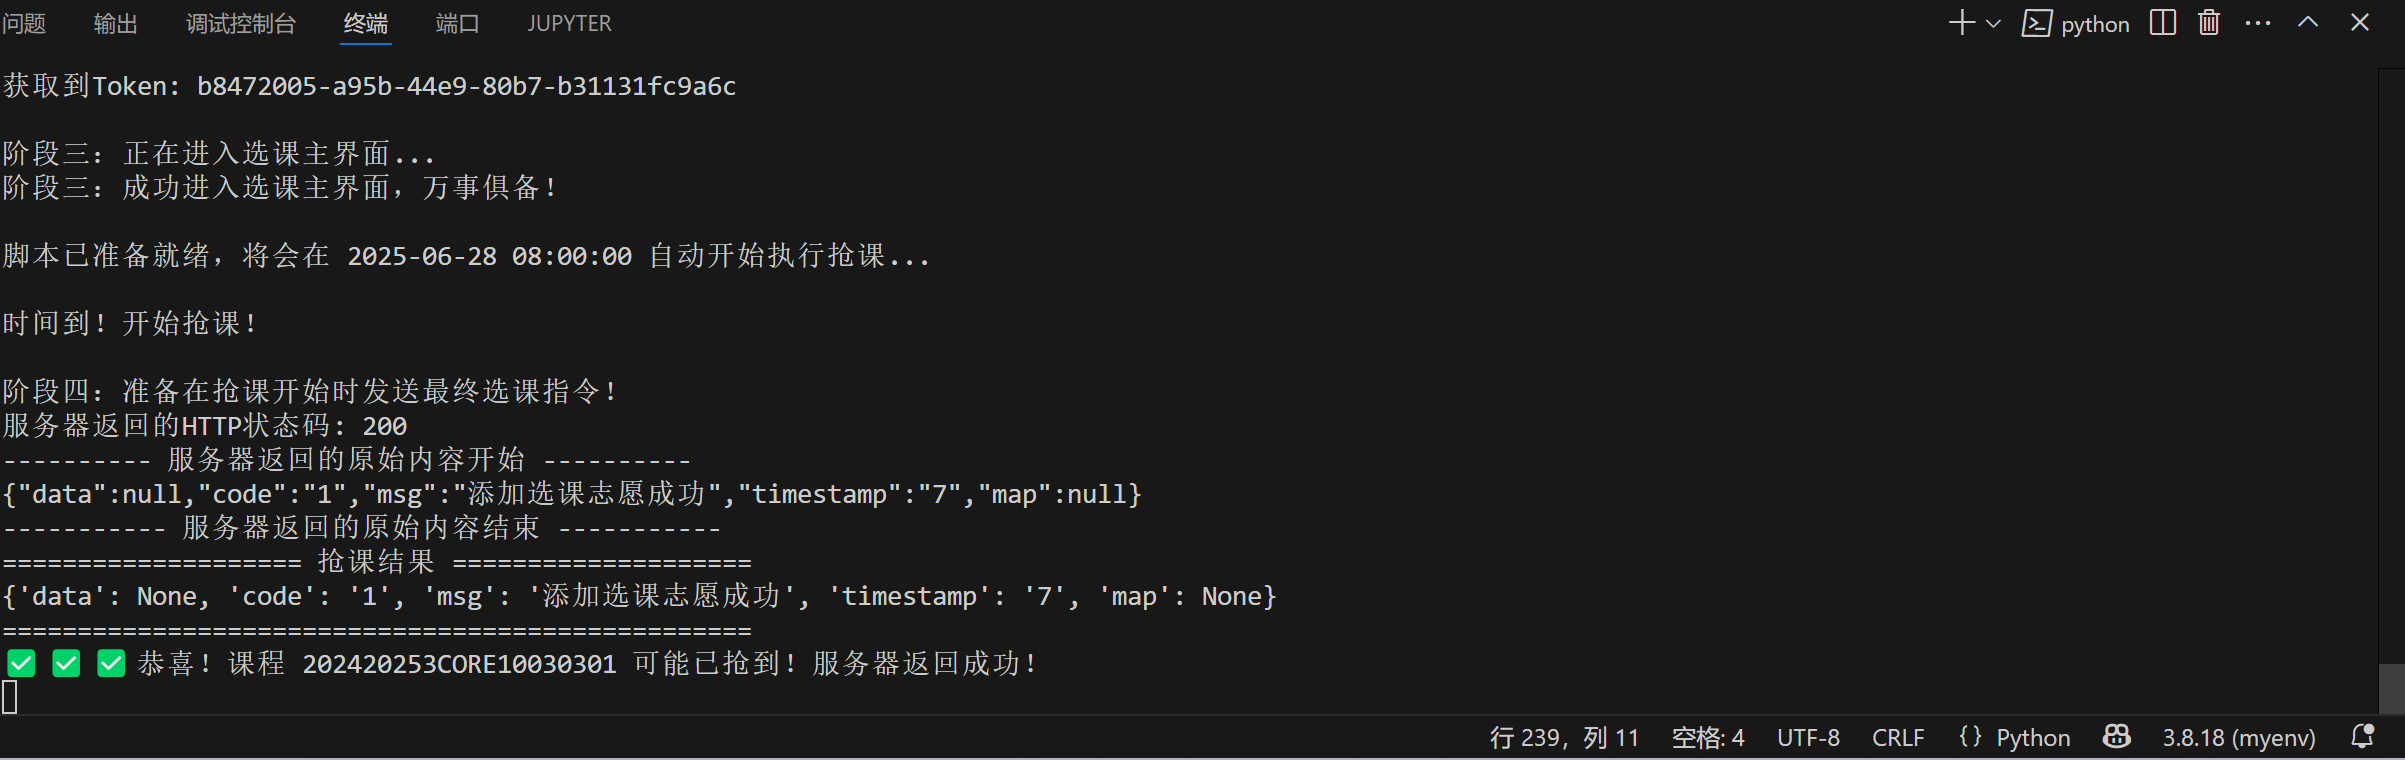 问题 输出 调试控制台 终端 端口 JUPYTER python
获取到Token: b8472005-a95b-44e9-80b7-b31131fc9a6c
阶段三: 正在进入选课主界面...
阶段三: 成功进入选课主界面，万事俱备！
脚本已准备就绪，将会在 2025-06-28 08:00:00 自动开始执行抢课...
时间到！开始抢课！
阶段四: 准备在抢课开始时发送最终选课指令！
服务器返回的HTTP状态码: 200
---------- 服务器返回的原始内容开始 ----------
{"data":null,"code":"1","msg":"添加选课志愿成功","timestamp":"7","map":null}
----------- 服务器返回的原始内容结束 -----------
==================== 抢课结果 ====================
{'data': None, 'code': '1', 'msg': '添加选课志愿成功', 'timestamp': '7', 'map': None}
==================================================
✅✅✅恭喜！课程 202420253CORE10030301 可能已抢到！服务器返回成功！
行 239，列 11 空格: 4 UTF-8 CRLF {} Python 3.8.18 (myenv)